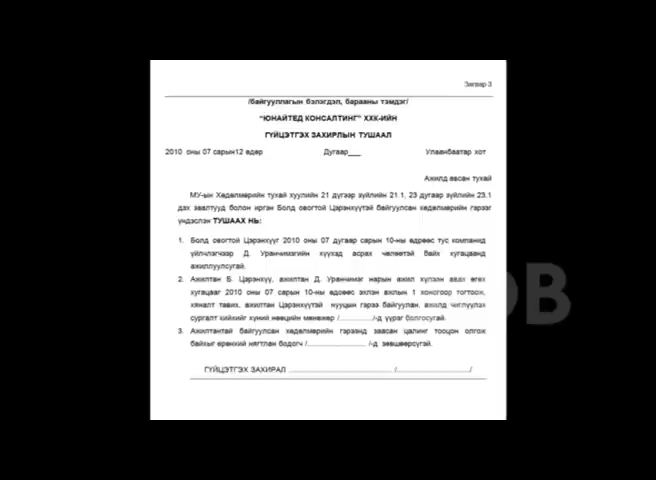 Загвар 3
/байгууллагын бэлэгдэл, барааны тэмдэг/
“ЮНАЙТЕД КОНСАЛТИНГ” ХХК-ИЙН
ГҮЙЦЭТГЭХ ЗАХИРЛЫН ТУШААЛ
2010 оны 07 сарын12 өдөр Дугаар___ Улаанбаатар хот
Ажилд авсан тухай
МУ-ын Хөдөлмөрийн тухай хуулийн 21 дүгээр зүйлийн 21.1, 23 дугаар зүйлийн 23.1
дэх заалтууд болон иргэн Болд овогтой Цэрэнхүүтэй байгуулсан хөдөлмөрийн гэрээг
үндэслэн ТУШААХ НЬ:
1. Болд овогтой Цэрэнхүүг 2010 оны 07 дугаар сарын 10-ны өдрөөс тус компанид
үйлчлэгчээр Д. Уранчимэгийн хүүхэд асрах чөлөөтэй байх хугацаанд
ажиллуулсугай.
2. Ажилтан Б. Цэрэнхүү, ажилтан Д. Уранчимэг нарын ажил хүлээн авах өгөх
хугацааг 2010 оны 07 сарын 10-ны өдрөөс эхлэн ажлын 1 хоногоор тогтоон,
хяналт тавих, ажилтан Цэрэнхүүтэй нууцын гэрээ байгуулан, ажилд чиглүүлэх
сургалт хийхийг хүний нөөцийн менежер /............../-д үүрэг болгосугай.
3. Ажилтантай байгуулсан хөдөлмөрийн гэрээнд заасан цалинг тооцон олгож
байхыг ерөнхий нягтлан бодогч /........................ /-д зөвшөөрсүгэй.
ГҮЙЦЭТГЭХ ЗАХИРАЛ ........................................ /............................/
ОВ